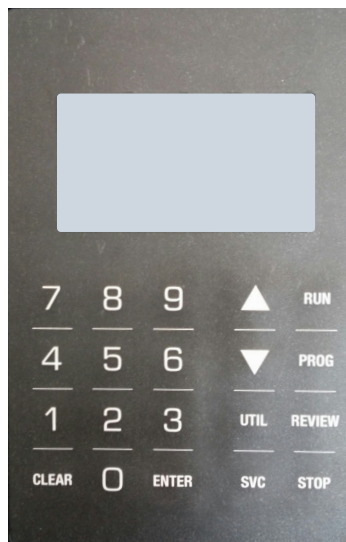 7 8 9 RUN
4 5 6 PROG
1 2 3 UTIL REVIEW
CLEAR 0 ENTER SVC STOP